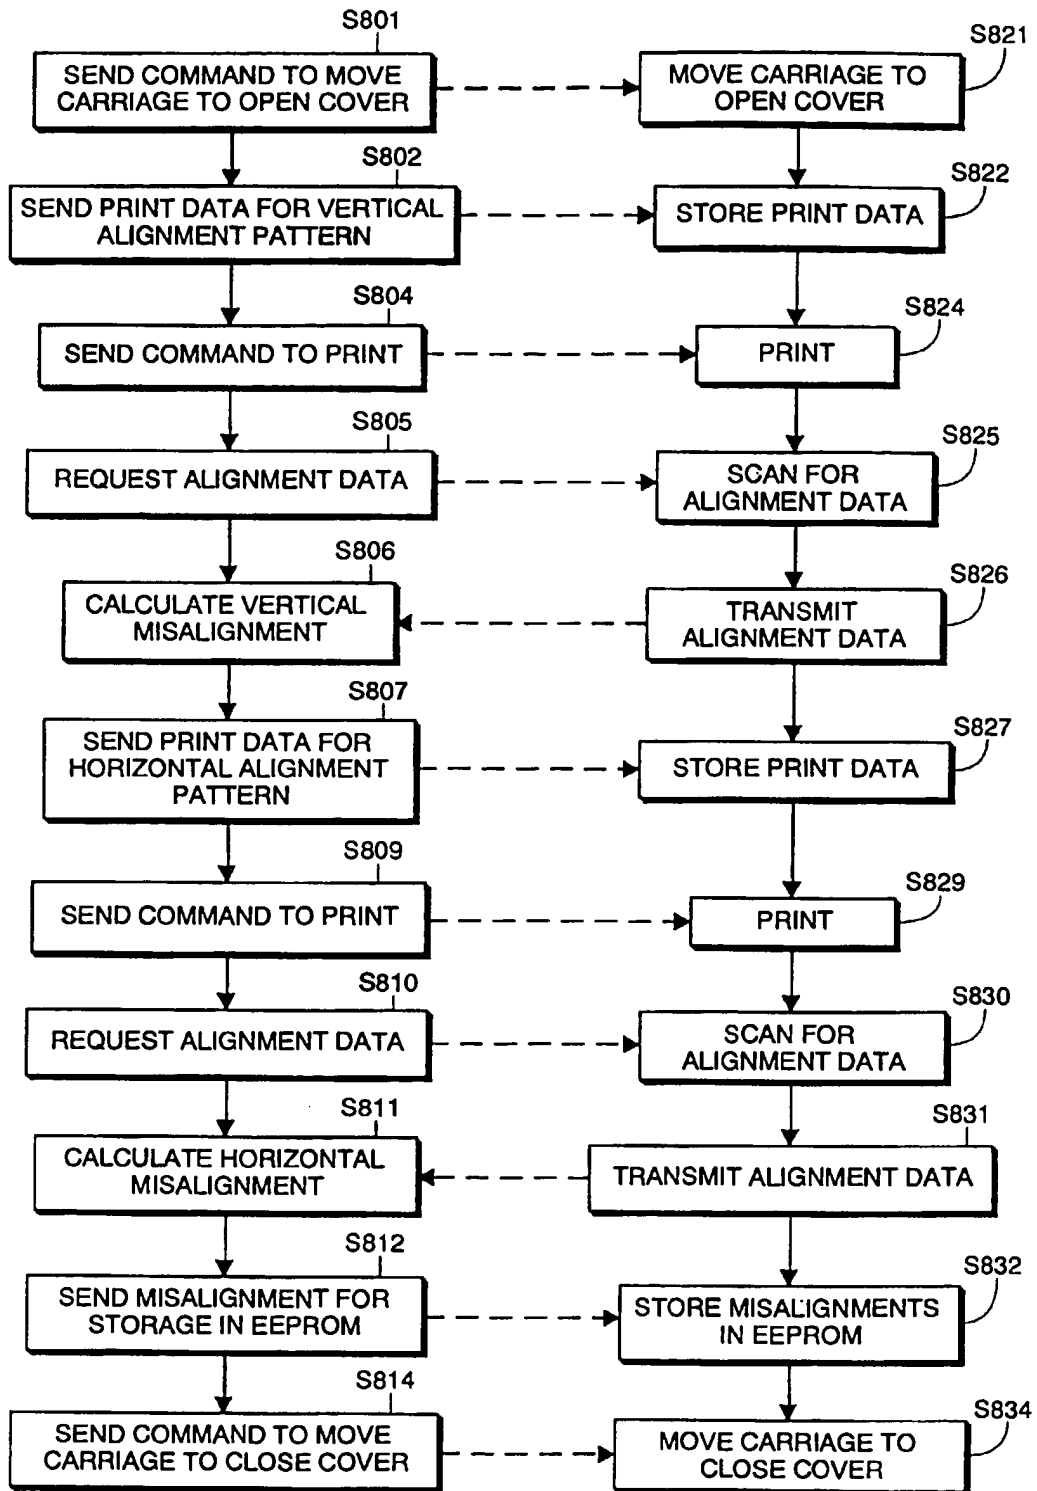 S801
SEND COMMAND TO MOVE
CARRIAGE TO OPEN COVER
S821
MOVE CARRIAGE TO
OPEN COVER
S802
SEND PRINT DATA FOR VERTICAL
ALIGNMENT PATTERN
S822
STORE PRINT DATA
S804
SEND COMMAND TO PRINT
S824
PRINT
S805
REQUEST ALIGNMENT DATA
S825
SCAN FOR
ALIGNMENT DATA
S806
CALCULATE VERTICAL
MISALIGNMENT
S826
TRANSMIT
ALIGNMENT DATA
S807
SEND PRINT DATA FOR
HORIZONTAL ALIGNMENT
PATTERN
S827
STORE PRINT DATA
S809
SEND COMMAND TO PRINT
S829
PRINT
S810
REQUEST ALIGNMENT DATA
S830
SCAN FOR
ALIGNMENT DATA
S811
CALCULATE HORIZONTAL
MISALIGNMENT
S831
TRANSMIT ALIGNMENT DATA
S812
SEND MISALIGNMENT FOR
STORAGE IN EEPROM
S832
STORE MISALIGNMENTS
IN EEPROM
S814
SEND COMMAND TO MOVE
CARRIAGE TO CLOSE COVER
S834
MOVE CARRIAGE TO
CLOSE COVER